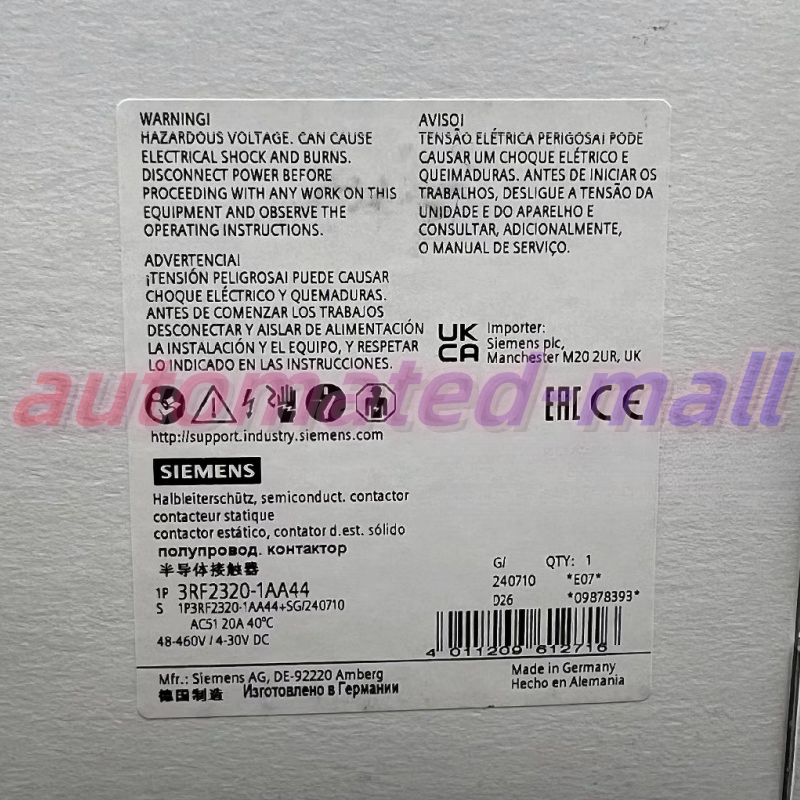 WARNING!
HAZARDOUS VOLTAGE. CAN CAUSE
ELECTRICAL SHOCK AND BURNS.
DISCONNECT POWER BEFORE
PROCEEDING WITH ANY WORK ON THIS
EQUIPMENT AND OBSERVE THE
OPERATING INSTRUCTIONS.
AVISO!
TENSÃO ELÉTRICA PERIGOSA! PODE
CAUSAR UM CHOQUE ELÉTRICO E
QUEIMADURAS. ANTES DE INICIAR OS
TRABALHOS, DESLIGUE A TENSÃO DA
UNIDADE E DO APARELHO E
CONSULTAR, ADICIONALMENTE,
O MANUAL DE SERVIÇO.
ADVERTENCIA!
¡TENSIÓN PELIGROSA! PUEDE CAUSAR
CHOQUE ELÉCTRICO Y QUEMADURAS.
ANTES DE COMENZAR LOS TRABAJOS
DESCONECTAR Y AISLAR DE ALIMENTACIÓN
LA INSTALACIÓN Y EL EQUIPO, Y RESPETAR
LO INDICADO EN LAS INSTRUCCIONES.
UK
CA
Importer:
Siemens plc,
Manchester M20 2UR, UK
automated-mall
EAC CE
http://support.industry.siemens.com
SIEMENS
Halbleiterschütz, semiconduct. contactor
contacteur statique
contactor estático, contator d.est. sólido
полупровод. контактор
半导体接触器
1P 3RF2320-1AA44
S 1P3RF2320-1AA44+SG/240710
AC51 20A 40°C
48-460V / 4-30V DC
G/ QTY: 1
240710 *E07*
D26 *09878393*
4 011209 612716
Mfr.: Siemens AG, DE-92220 Amberg
德国制造 Изготовлено в Германии
Made in Germany
Hecho en Alemania